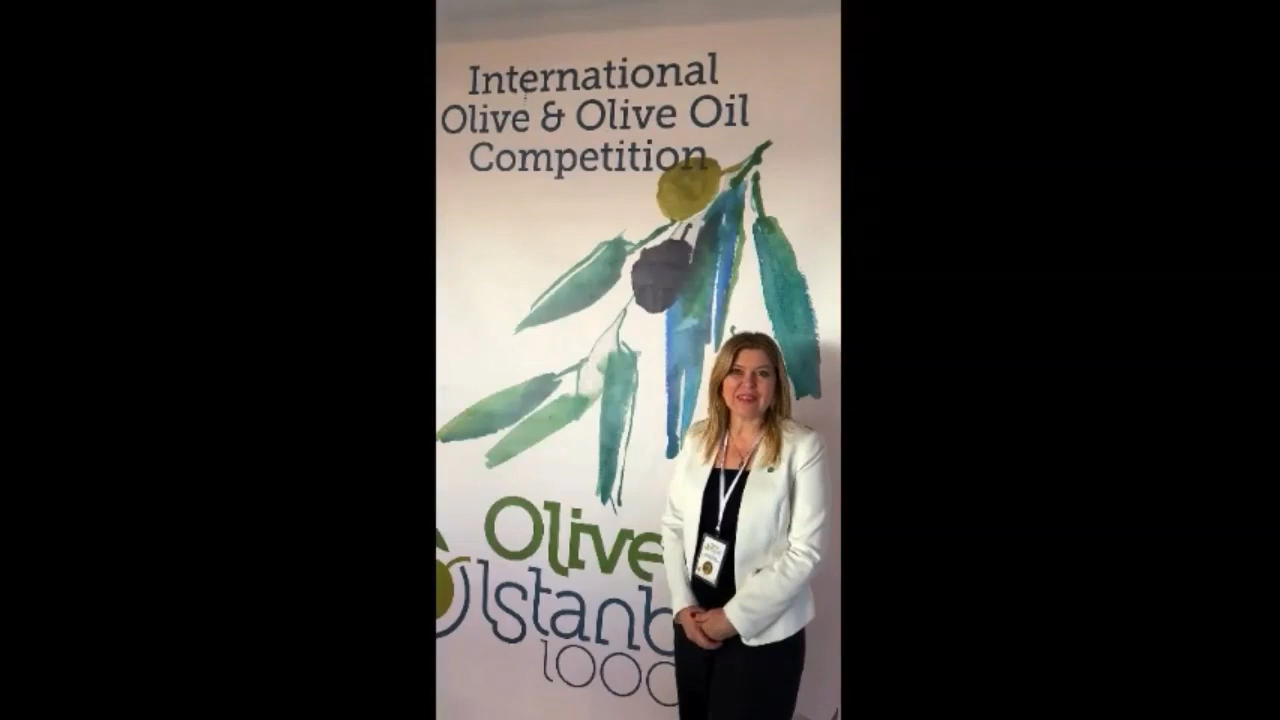 International
Olive & Olive Oil
Competition
Olive
Istanb
1000